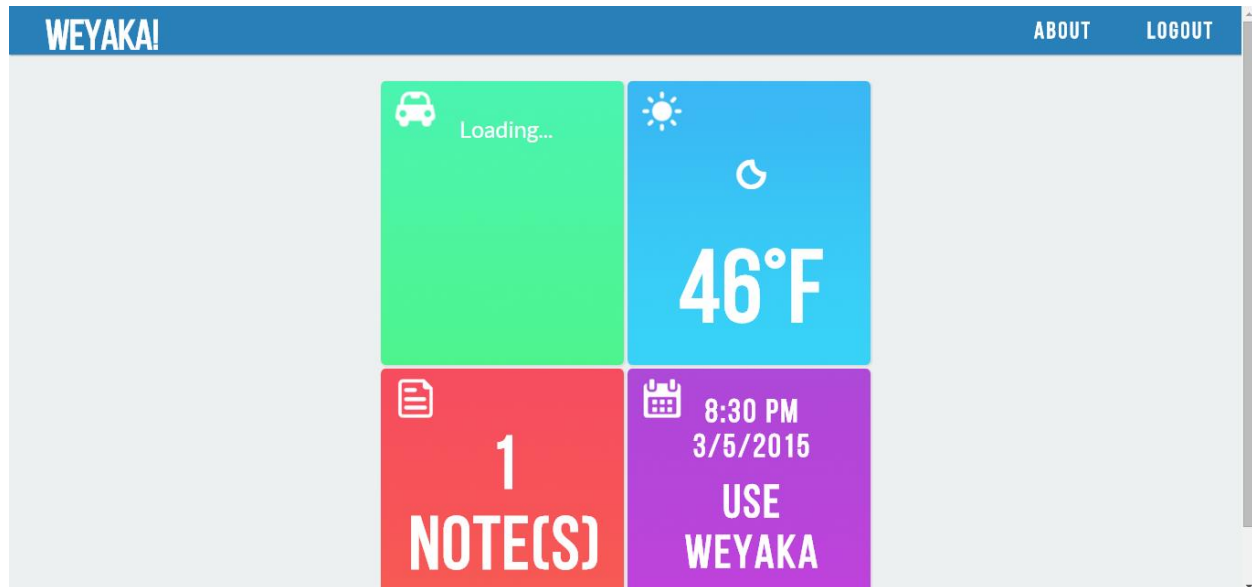 WEYAKA!
ABOUT
LOGOUT
Loading...
46°F
1
NOTE(S)
8:30 PM
3/5/2015
USE
WEYAKA